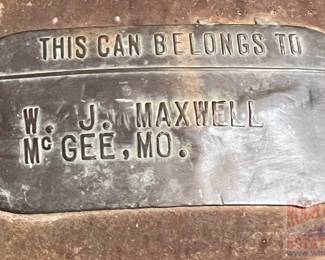 THIS CAN BELONGS TO
W. J. MAXWELL
McGEE, MO.